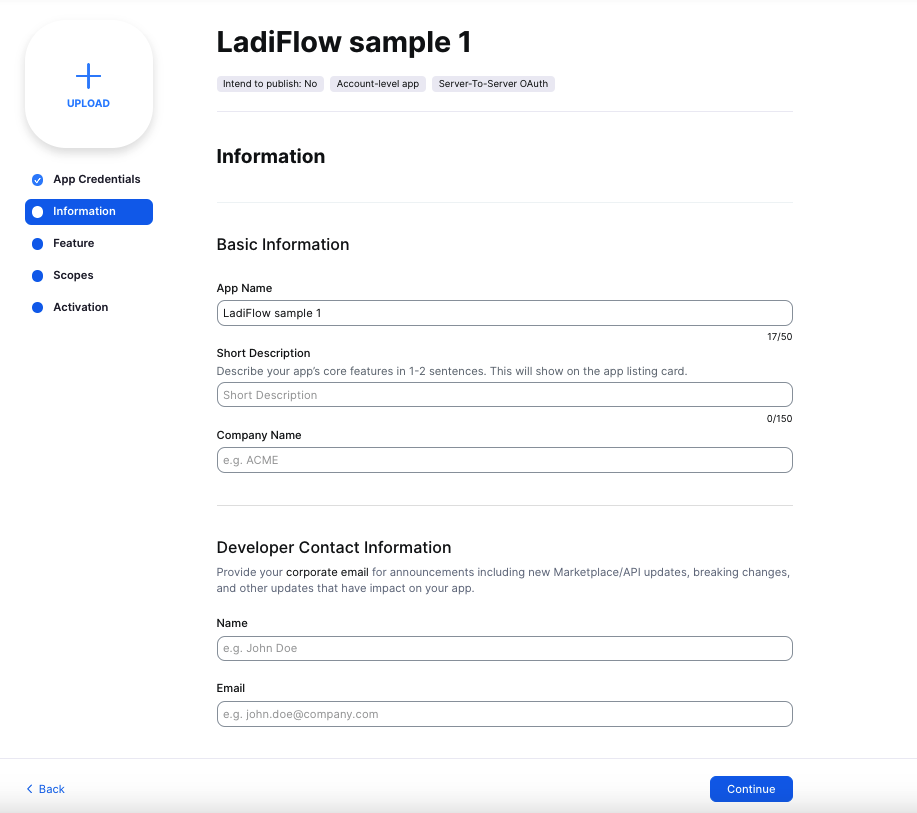 UPLOAD
App Credentials
Information
Feature
Scopes
Activation
LadiFlow sample 1
Intend to publish: No
Account-level app
Server-To-Server OAuth
Information
Basic Information
App Name
LadiFlow sample 1
17/50
Short Description
Describe your app's core features in 1-2 sentences. This will show on the app listing card.
Short Description
0/150
Company Name
e.g. ACME
Developer Contact Information
Provide your corporate email for announcements including new Marketplace/API updates, breaking changes,
and other updates that have impact on your app.
Name
e.g. John Doe
Email
e.g. john.doe@company.com
Back
Continue